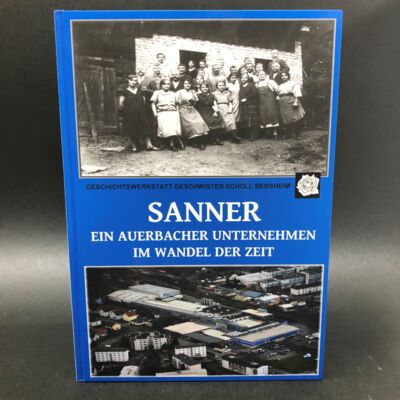 GESCHICHTSWERKSTATT GESCHWISTER SCHOLL BENSHEIM
SANNER
EIN AUERBACHER UNTERNEHMEN
IM WANDEL DER ZEIT